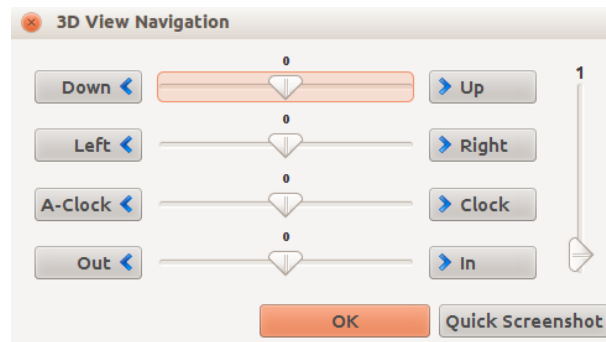 3D View Navigation
0
1
Down Up
0
Left Right
0
A-Clock Clock
0
Out In
OK Quick Screenshot